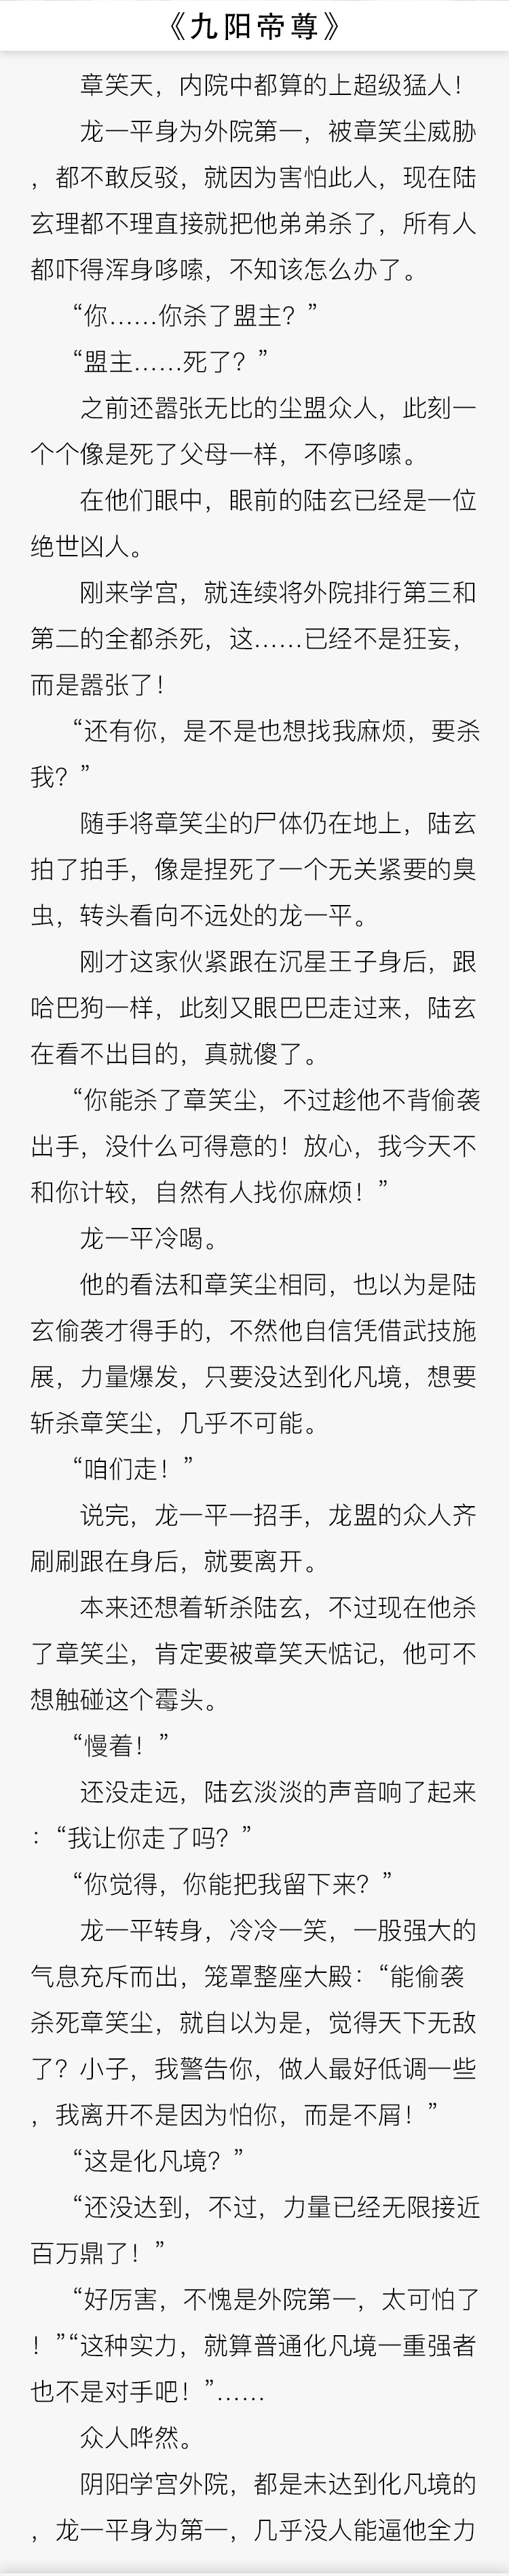 《九阳帝尊》
章笑天，内院中都算的上超级猛人！
龙一平身为外院第一，被章笑尘威胁
，都不敢反驳，就因为害怕此人，现在陆
玄理都不理直接就把他弟弟杀了，所有人
都吓得浑身哆嗦，不知该怎么办了。
“你……你杀了盟主？”
“盟主……死了？”
之前还嚣张无比的尘盟众人，此刻一
个个像是死了父母一样，不停哆嗦。
在他们眼中，眼前的陆玄已经是一位
绝世凶人。
刚来学宫，就连续将外院排行第三和
第二的全都杀死，这……已经不是狂妄，
而是嚣张了！
“还有你，是不是也想找我麻烦，要杀
我？”
随手将章笑尘的尸体仍在地上，陆玄
拍了拍手，像是捏死了一个无关紧要的臭
虫，转头看向不远处的龙一平。
刚才这家伙紧跟在沉星王子身后，跟
哈巴狗一样，此刻又眼巴巴走过来，陆玄
在看不出目的，真就傻了。
“你能杀了章笑尘，不过趁他不背偷袭
出手，没什么可得意的！放心，我今天不
和你计较，自然有人找你麻烦！”
龙一平冷喝。
他的看法和章笑尘相同，也以为是陆
玄偷袭才得手的，不然他自信凭借武技施
展，力量爆发，只要没达到化凡境，想要
斩杀章笑尘，几乎不可能。
“咱们走！”
说完，龙一平一招手，龙盟的众人齐
刷刷跟在身后，就要离开。
本来还想着斩杀陆玄，不过现在他杀
了章笑尘，肯定要被章笑天惦记，他可不
想触碰这个霉头。
“慢着！”
还没走远，陆玄淡淡的声音响了起来
：“我让你走了吗？”
“你觉得，你能把我留下来？”
龙一平转身，冷冷一笑，一股强大的
气息充斥而出，笼罩整座大殿：“能偷袭
杀死章笑尘，就自以为是，觉得天下无敌
了？小子，我警告你，做人最好低调一些
，我离开不是因为怕你，而是不屑！”
“这是化凡境？”
“还没达到，不过，力量已经无限接近
百万鼎了！”
“好厉害，不愧是外院第一，太可怕了
！”“这种实力，就算普通化凡境一重强者
也不是对手吧！”……
众人哗然。
阴阳学宫外院，都是未达到化凡境的
，龙一平身为第一，几乎没人能逼他全力